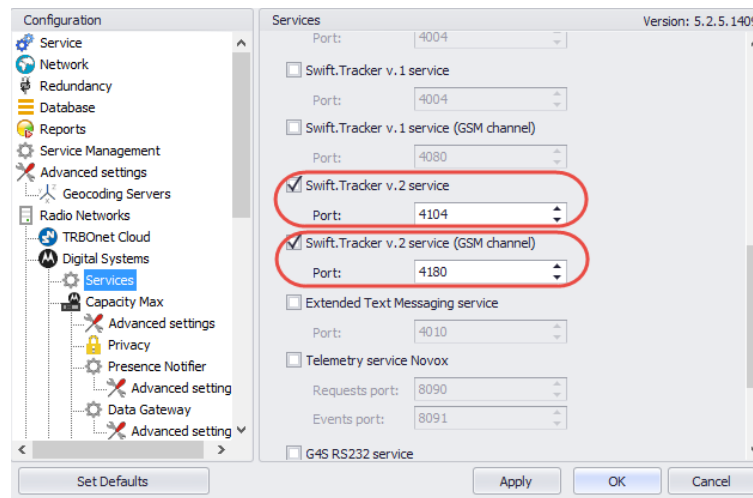 Configuration
Service
Network
Redundancy
Database
Reports
Service Management
Advanced settings
Geocoding Servers
Radio Networks
TRBOnet Cloud
Digital Systems
Services
Capacity Max
Advanced settings
Privacy
Presence Notifier
Advanced setting
Data Gateway
Advanced setting
Set Defaults
Services Version: 5.2.5.1409
Port: 4004
Swift.Tracker v.1 service
Port: 4004
Swift.Tracker v.1 service (GSM channel)
Port: 4080
Swift.Tracker v.2 service
Port: 4104
Swift.Tracker v.2 service (GSM channel)
Port: 4180
Extended Text Messaging service
Port: 4010
Telemetry service Novox
Requests port: 8090
Events port: 8091
G4S RS232 service
Apply OK Cancel